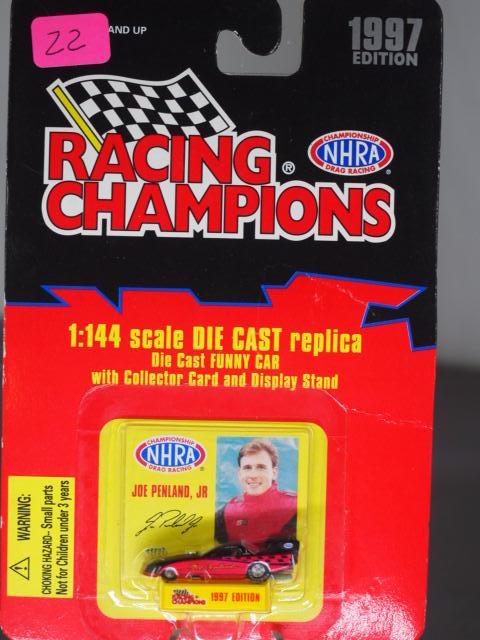 22
AND UP
1997
EDITION
RACING
CHAMPIONS®
CHAMPIONSHIP
NHRA
DRAG RACING
1:144 scale DIE CAST replica
Die Cast FUNNY CAR
with Collector Card and Display Stand
CHAMPIONSHIP
NHRA
DRAG RACING
JOE PENLAND, JR
WARNING:
CHOKING HAZARD-- Small parts
Not for Children under 3 years
RACING
CHAMPIONS
1997 EDITION